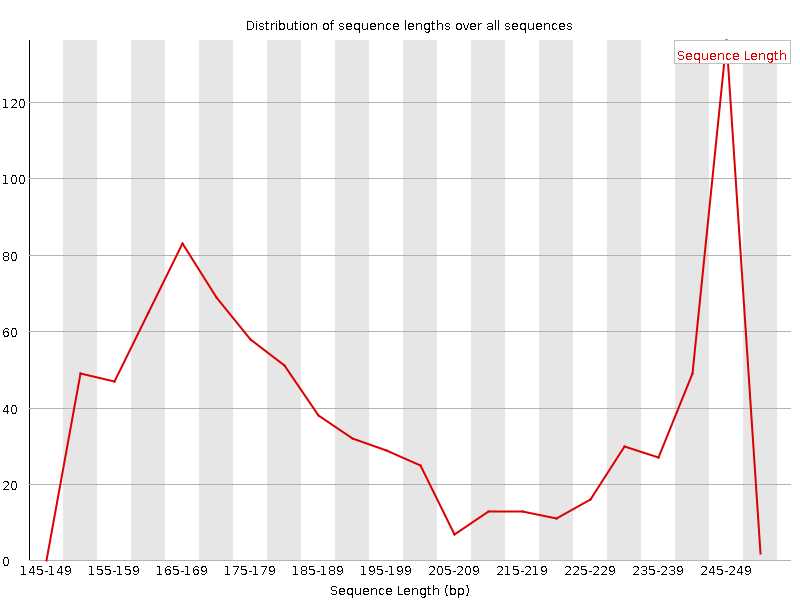 Distribution of sequence lengths over all sequences
Sequence Length
120
100
80
60
40
20
0
145-149 155-159 165-169 175-179 185-189 195-199 205-209 215-219 225-229 235-239 245-249
Sequence Length (bp)